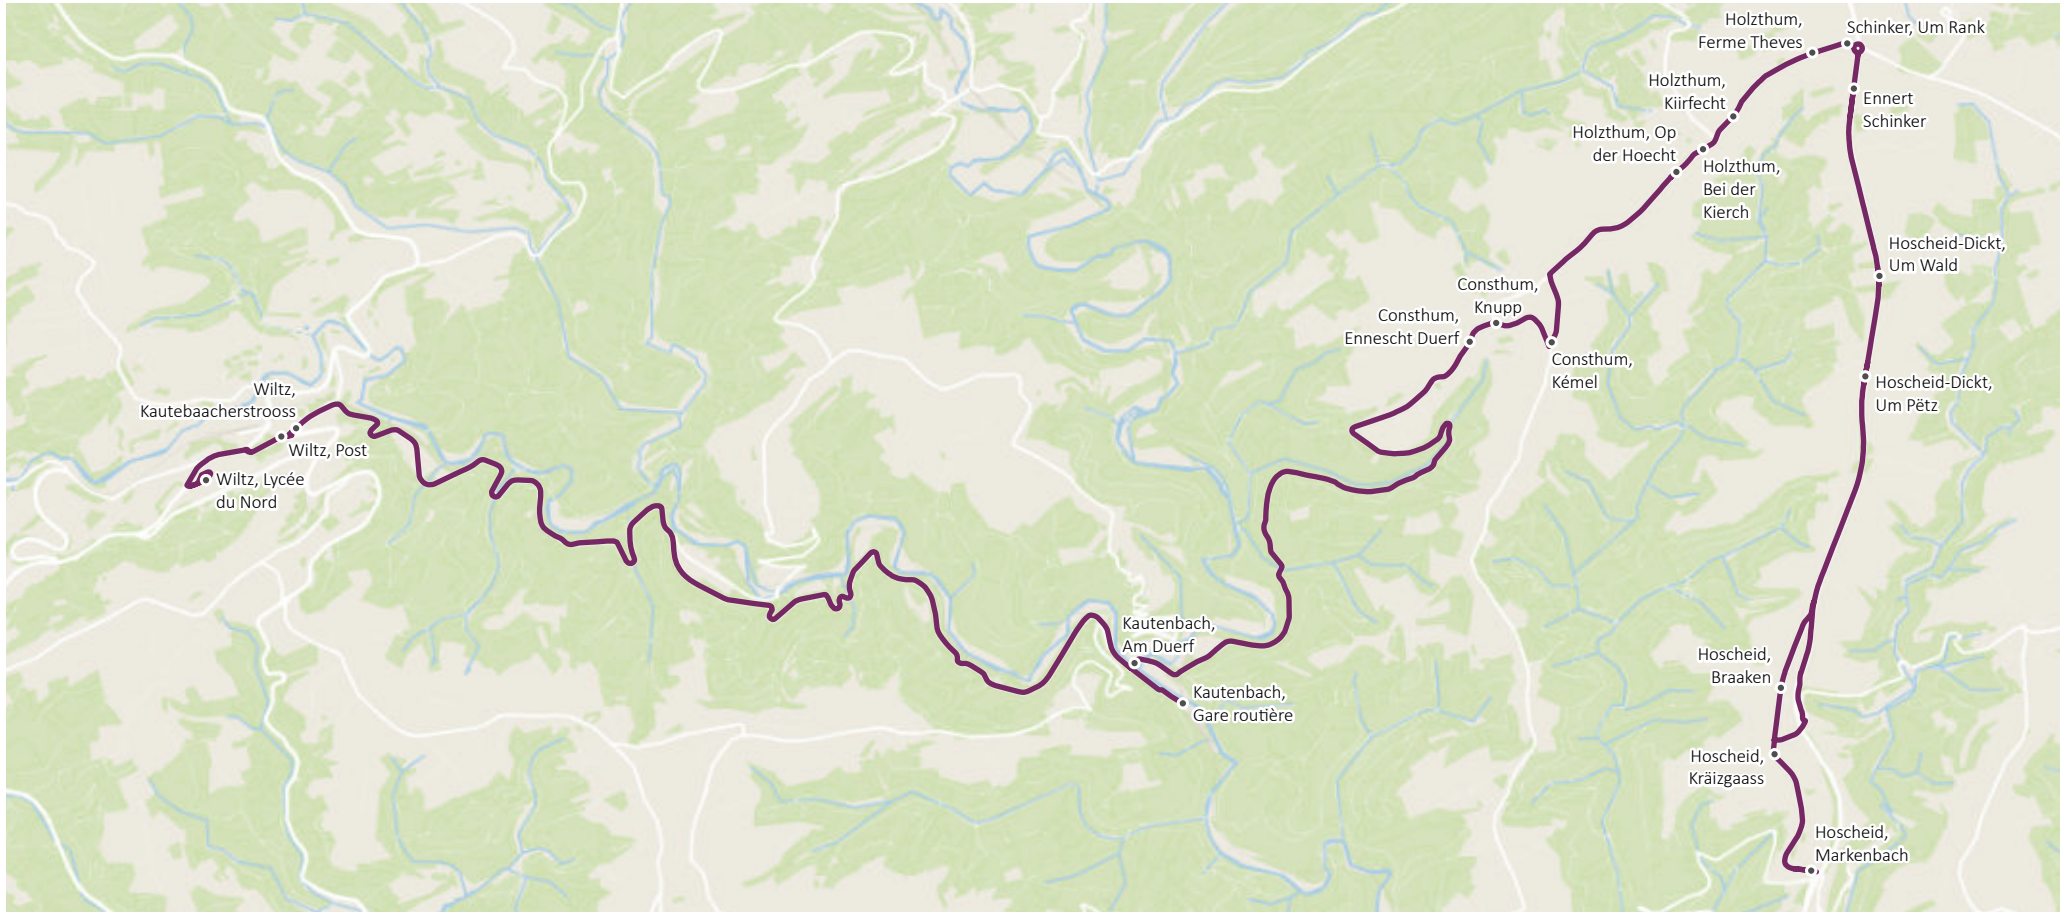 Holzthum,
Ferme Theves
Schinker, Um Rank
Holzthum,
Kiirfecht
Ennert
Schinker
Holzthum, Op
der Hoecht
Holzthum,
Bei der
Kierch
Hoscheid-Dickt,
Um Wald
Consthum,
Knupp
Consthum,
Ennescht Duerf
Consthum,
Kémel
Hoscheid-Dickt,
Um Pëtz
Wiltz,
Kautebaacherstrooss
Wiltz, Post
Wiltz, Lycée
du Nord
Kautenbach,
Am Duerf
Kautenbach,
Gare routière
Hoscheid,
Braaken
Hoscheid,
Kräizgaass
Hoscheid,
Markenbach